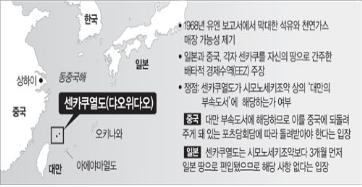 한국
일본
동중국해
상하이
중국
센카쿠열도(댜오위다오)
오키나와
대만
야에야마열도
• 1968년 유엔 보고서에서 막대한 석유와 천연가스
매장 가능성 제기
• 일본과 중국, 각자 센카쿠를 자신의 땅으로 간주한
배타적 경제수역(EEZ) 주장
• 쟁점: 센카쿠열도가 시모노세키조약 상의 '대만의
부속도서'에 해당하는가 여부
중국 대만 부속도서에 해당하므로 이를 중국에 되돌려
주게 돼 있는 포츠담회담에 따라 돌려받아야 한다는 입장
일본 센카쿠열도는 시모노세키조약보다 3개월 먼저
일본 땅으로 편입됐으므로 해당 사항 없다는 입장